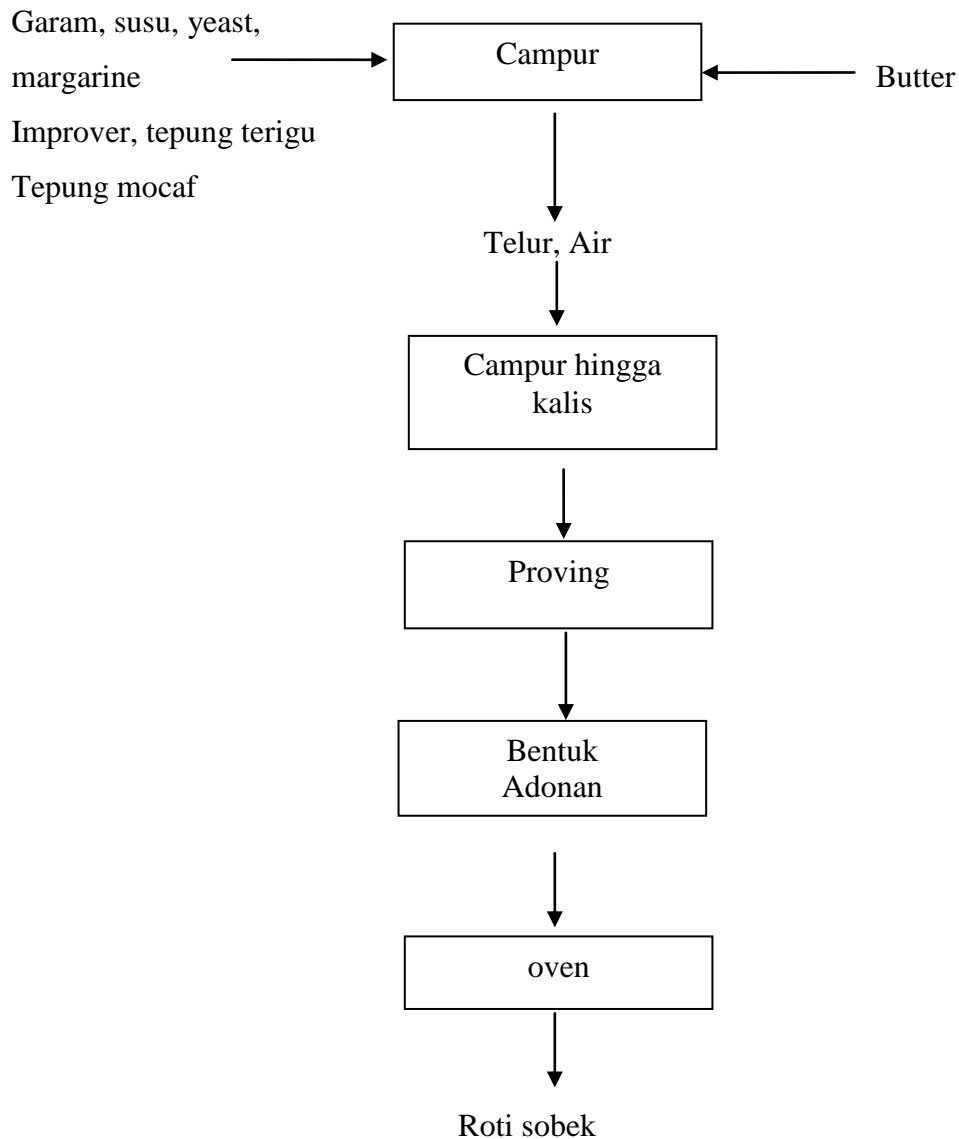 Garam, susu, yeast,
margarine
Improver, tepung terigu
Tepung mocaf
Campur
Butter
Telur, Air
Campur hingga
kalis
Proving
Bentuk
Adonan
oven
Roti sobek